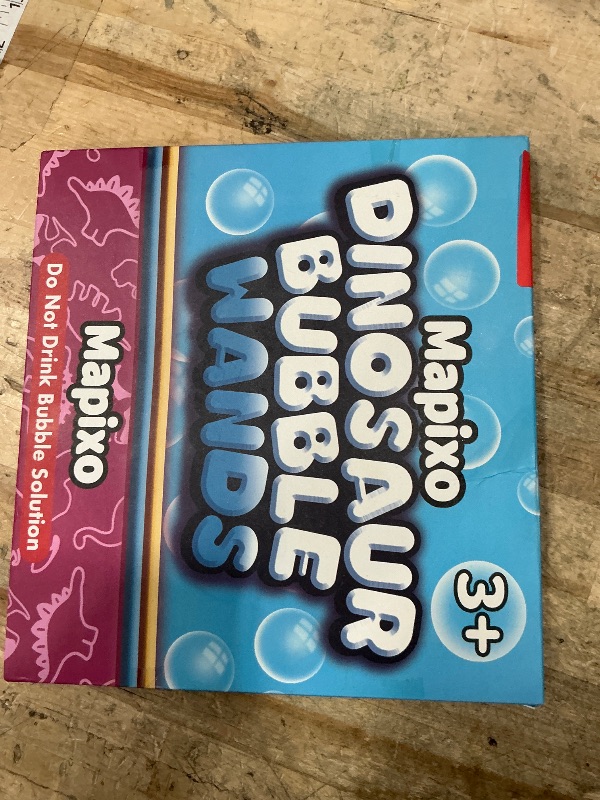 Mapixo
DINOSAUR
BUBBLE
WANDS
3+
Mapixo
Do Not Drink Bubble Solution